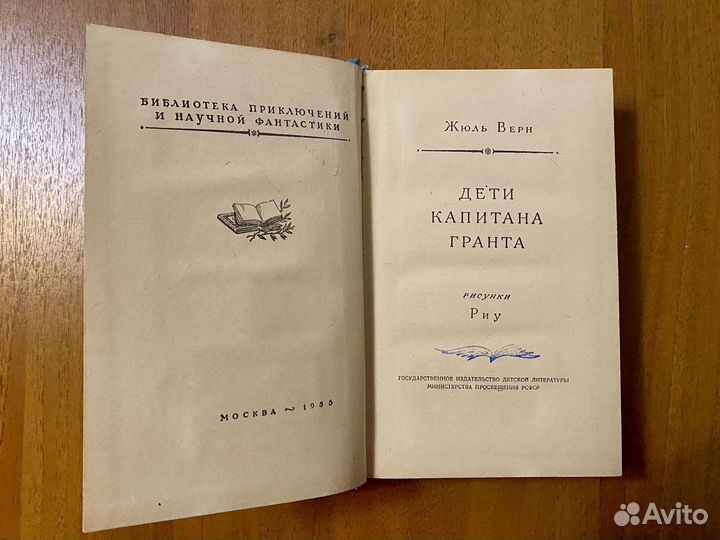 БИБЛИОТЕКА ПРИКЛЮЧЕНИЙ
И НАУЧНОЙ ФАНТАСТИКИ
МОСКВА ~ 1955
Жюль Верн
ДЕТИ
КАПИТАНА
ГРАНТА
РИСУНКИ
Риу
ГОСУДАРСТВЕННОЕ ИЗДАТЕЛЬСТВО ДЕТСКОЙ ЛИТЕРАТУРЫ
МИНИСТЕРСТВА ПРОСВЕЩЕНИЯ РСФСР
Avito